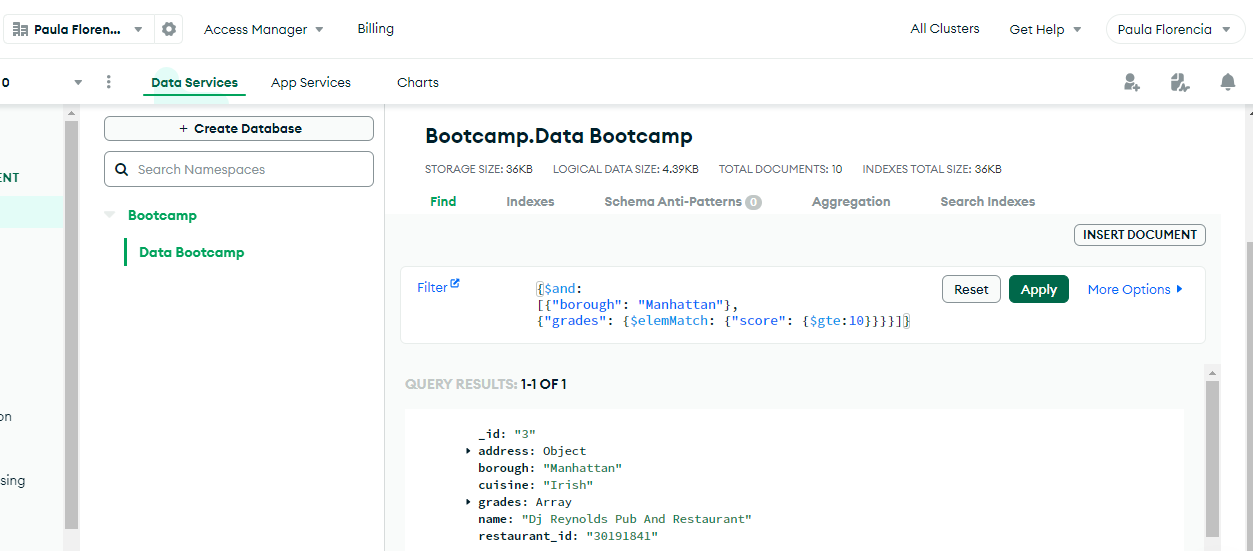 Paula Floren...
Access Manager
Billing
All Clusters
Get Help
Paula Florencia
0
Data Services
App Services
Charts
ENT
on
sing
+ Create Database
Search Namespaces
Bootcamp
Data Bootcamp
Bootcamp.Data Bootcamp
STORAGE SIZE: 36KB LOGICAL DATA SIZE: 4.39KB TOTAL DOCUMENTS: 10 INDEXES TOTAL SIZE: 36KB
Find Indexes Schema Anti-Patterns 0 Aggregation Search Indexes
INSERT DOCUMENT
Filter
{$and:
[{"borough": "Manhattan"},
{"grades": {$elemMatch: {"score": {$gte:10}}}}]}
Reset
Apply
More Options
QUERY RESULTS: 1-1 OF 1
_id: "3"
address: Object
borough: "Manhattan"
cuisine: "Irish"
grades: Array
name: "Dj Reynolds Pub And Restaurant"
restaurant_id: "30191841"